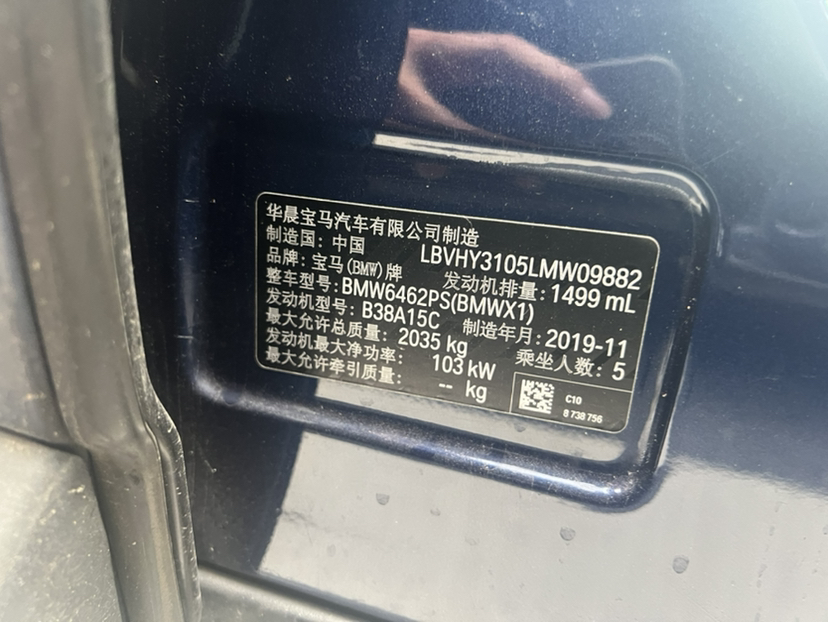 华晨宝马汽车有限公司制造
制造国: 中国 LBVHY3105LMW09882
品牌: 宝马(BMW)牌 发动机排量: 1499 mL
整车型号: BMW6462PS(BMWX1)
发动机型号: B38A15C 制造年月: 2019-11
最大允许总质量: 2035 kg 乘坐人数: 5
发动机最大净功率: 103 kW
最大允许牵引质量: -- kg
C10
8 738 756